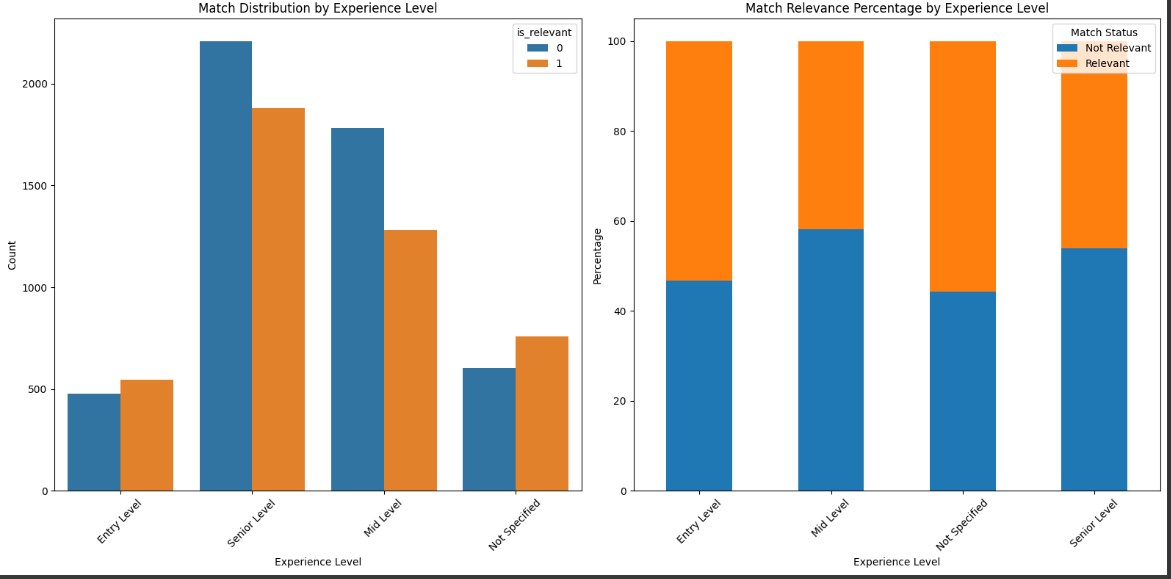 Match Distribution by Experience Level
is_relevant
0
1
2000
1500
1000
500
0
Count
Entry Level
Senior Level
Mid Level
Not Specified
Experience Level
Match Relevance Percentage by Experience Level
Match Status
Not Relevant
Relevant
100
80
60
40
20
0
Percentage
Entry Level
Mid Level
Not Specified
Senior Level
Experience Level